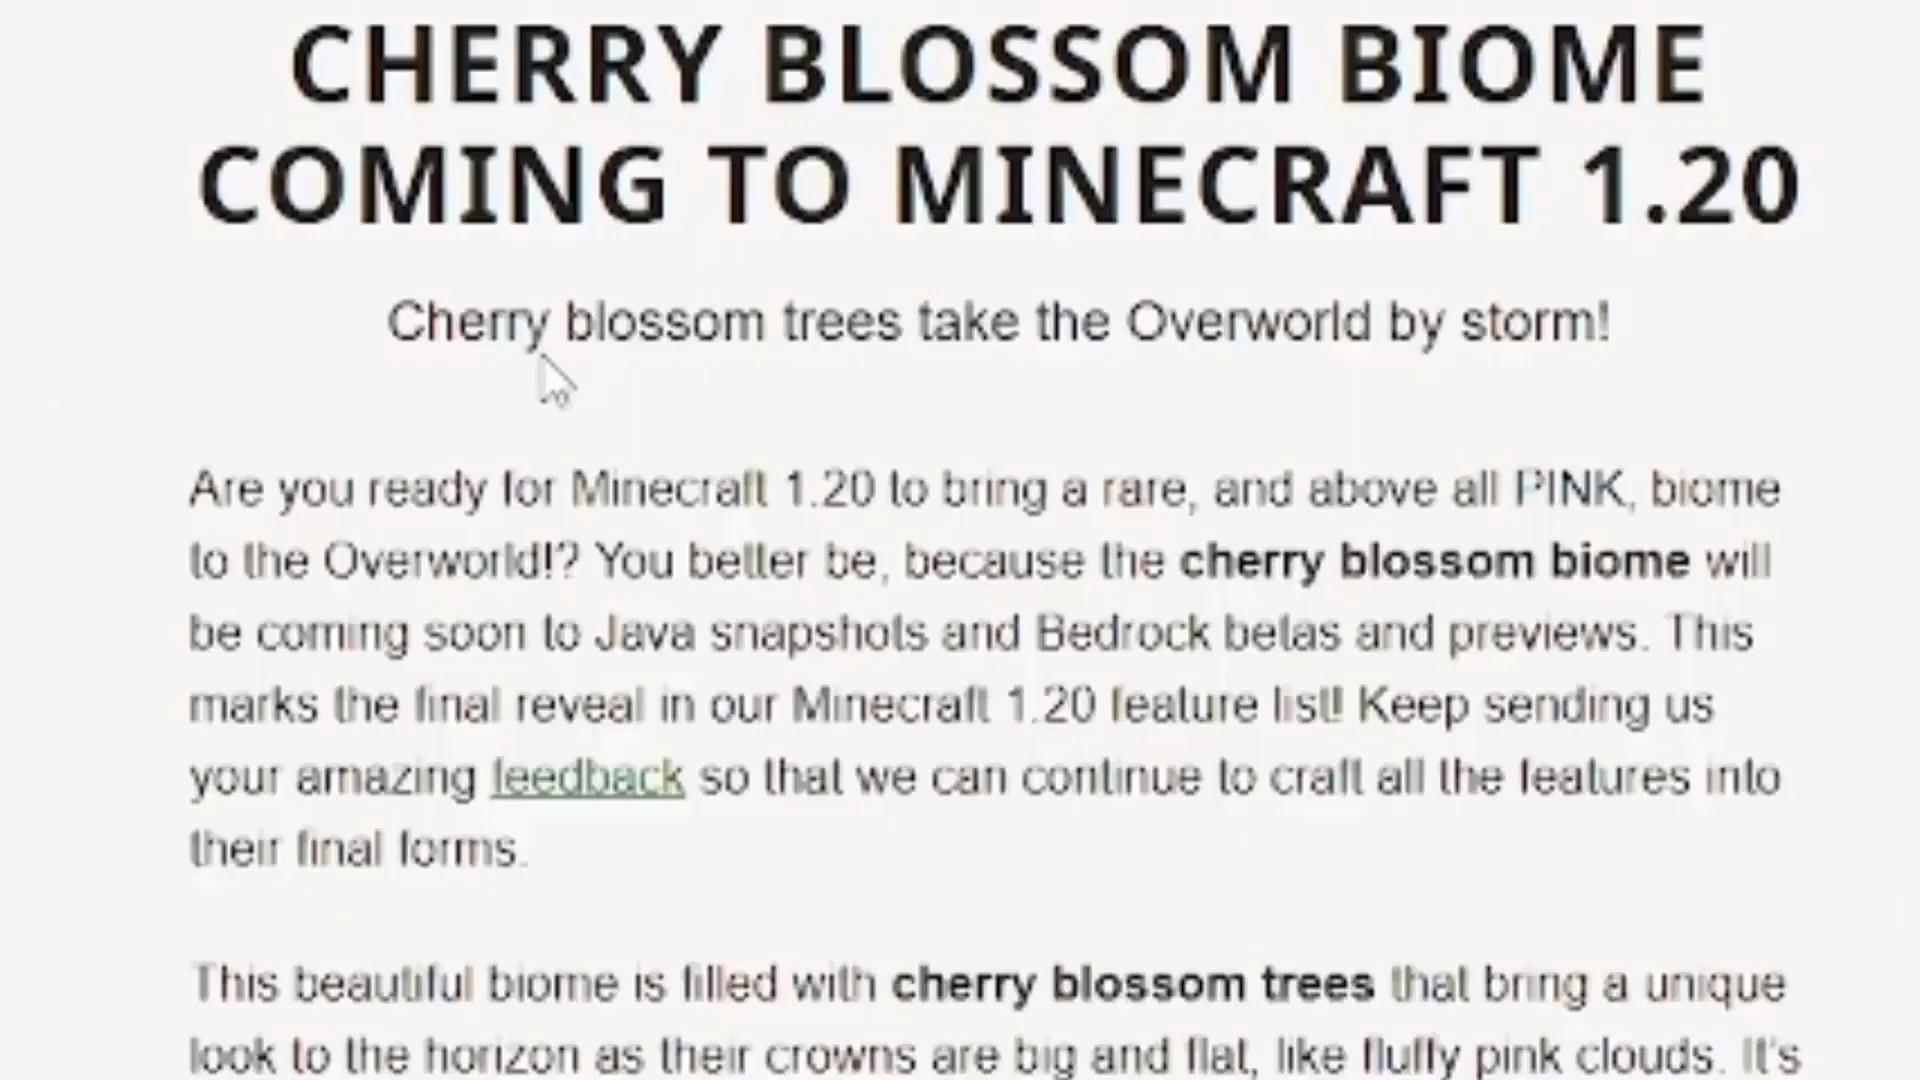 CHERRY BLOSSOM BIOME
COMING TO MINECRAFT 1.20
Cherry blossom trees take the Overworld by storm!
Are you ready for Minecraft 1.20 to bring a rare, and above all PINK, biome
to the Overworld!? You better be, because the cherry blossom biome will
be coming soon to Java snapshots and Bedrock betas and previews. This
marks the final reveal in our Minecraft 1.20 feature list! Keep sending us
your amazing feedback so that we can continue to craft all the features into
their final forms.
This beautiful biome is filled with cherry blossom trees that bring a unique
look to the horizon as their crowns are big and flat, like fluffy pink clouds. It's